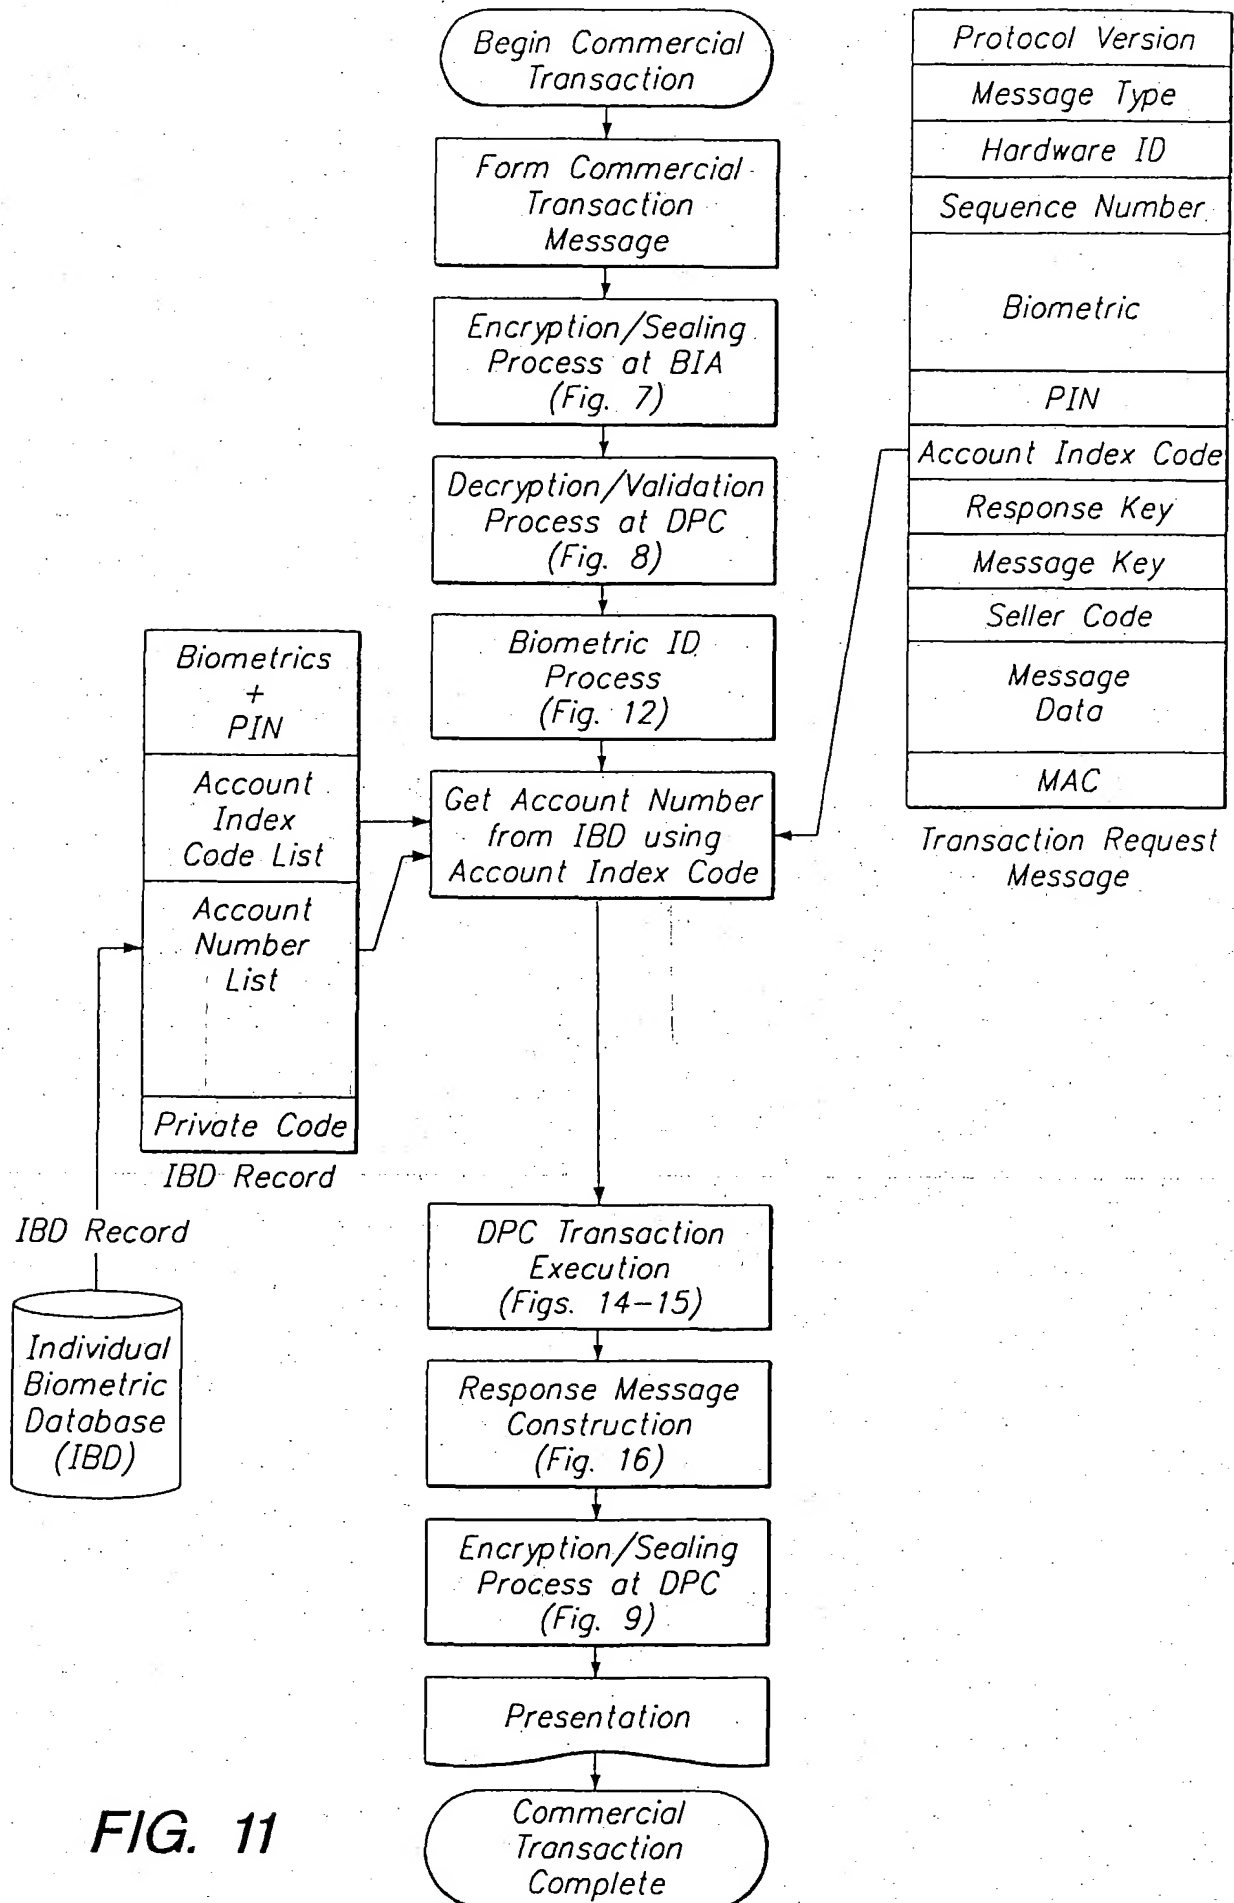 Begin Commercial
Transaction
Form Commercial
Transaction
Message
Encryption/Sealing
Process at BIA
(Fig. 7)
Decryption/Validation
Process at DPC
(Fig. 8)
Biometric ID
Process
(Fig. 12)
Get Account Number
from IBD using
Account Index Code
DPC Transaction
Execution
(Figs. 14-15)
Response Message
Construction
(Fig. 16)
Encryption/Sealing
Process at DPC
(Fig. 9)
Presentation
Commercial
Transaction
Complete
Protocol Version
Message Type
Hardware ID
Sequence Number
Biometric
PIN
Account Index Code
Response Key
Message Key
Seller Code
Message
Data
MAC
Transaction Request
Message
Biometrics
+
PIN
Account
Index
Code List
Account
Number
List
Private Code
IBD Record
IBD Record
Individual
Biometric
Database
(IBD)
FIG. 11